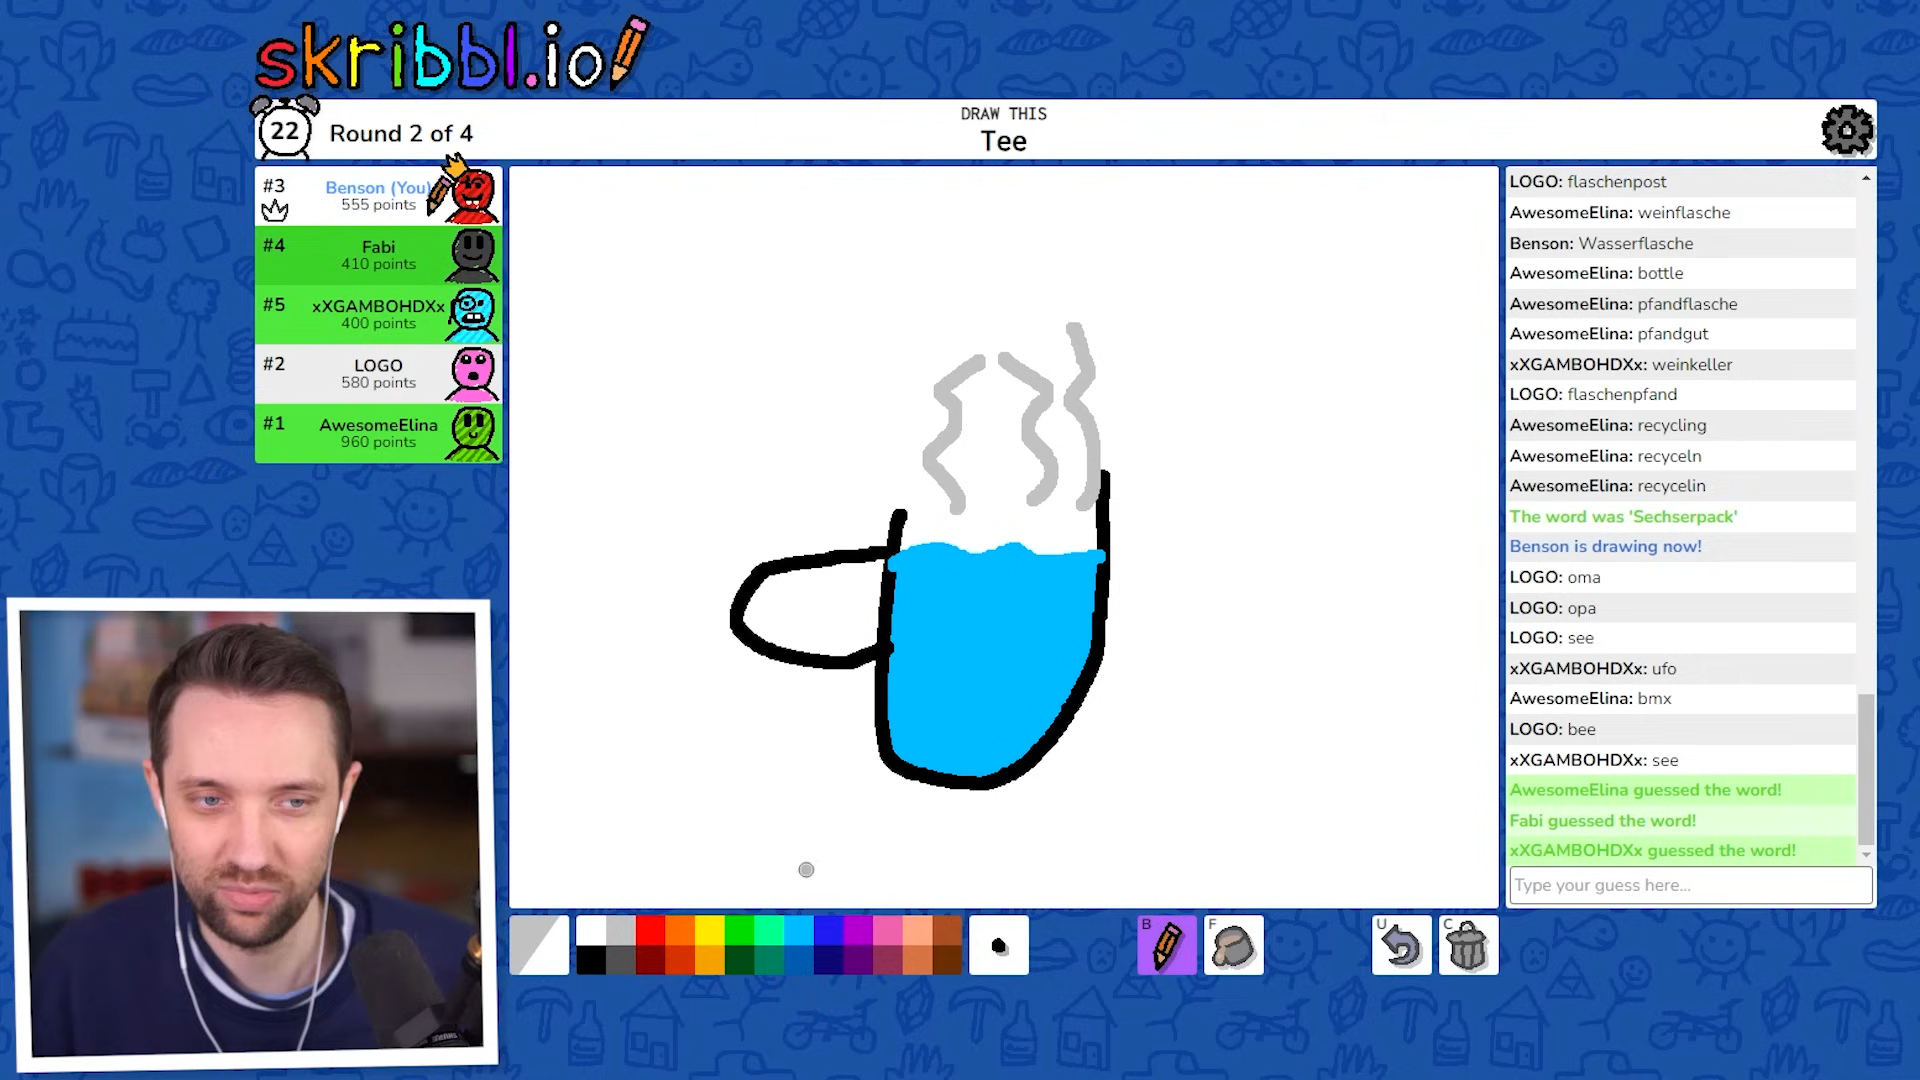 skribbl.io
22
Round 2 of 4
DRAW THIS
Tee
#3
Benson (You)
555 points
#4
Fabi
410 points
#5
xXGAMBOHDXx
400 points
#2
LOGO
580 points
#1
AwesomeElina
960 points
LOGO: flaschenpost
AwesomeElina: weinflasche
Benson: Wasserflasche
AwesomeElina: bottle
AwesomeElina: pfandflasche
AwesomeElina: pfandgut
xXGAMBOHDXx: weinkeller
LOGO: flaschenpfand
AwesomeElina: recycling
AwesomeElina: recyceln
AwesomeElina: recycelin
The word was 'Sechserpack'
Benson is drawing now!
LOGO: oma
LOGO: opa
LOGO: see
xXGAMBOHDXx: ufo
AwesomeElina: bmx
LOGO: bee
xXGAMBOHDXx: see
AwesomeElina guessed the word!
Fabi guessed the word!
xXGAMBOHDXx guessed the word!
Type your guess here...
B
F
U
C